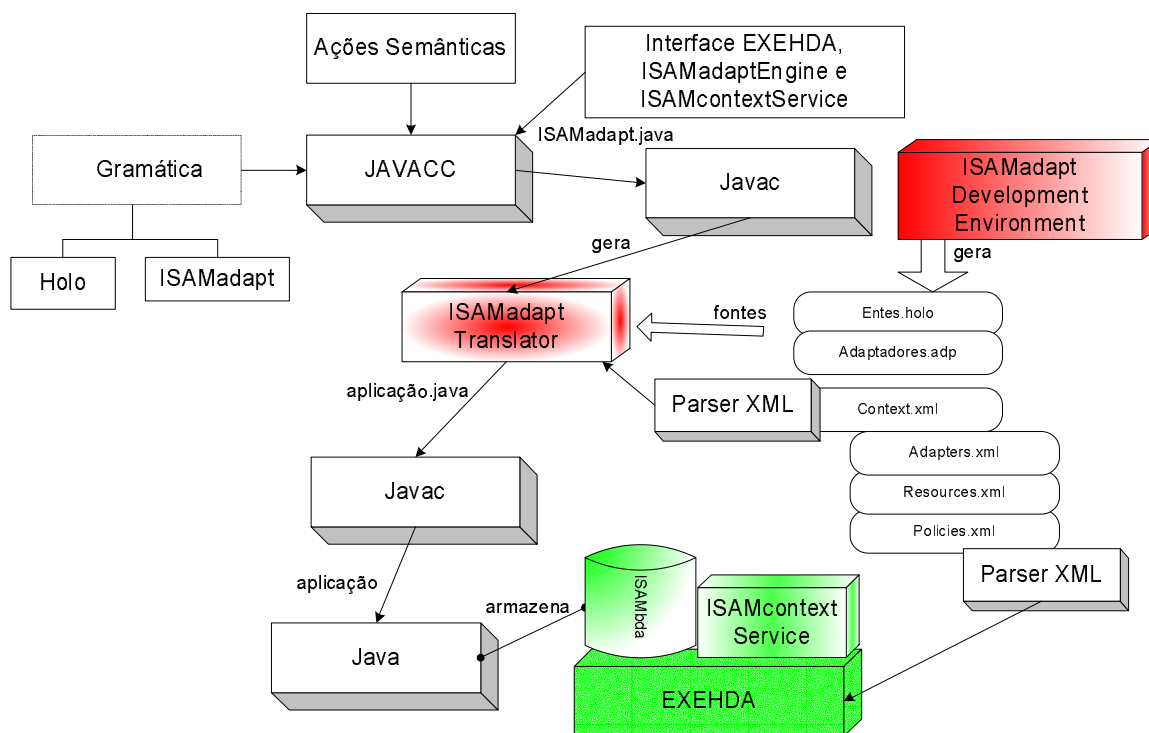 Ações Semânticas
Interface EXEHDA,
ISAMadaptEngine e
ISAMcontextService
ISAMadapt.java
Gramática
JAVACC
Javac
ISAMadapt
Development
Environment
gera
gera
Holo
ISAMadapt
ISAMadapt
Translator
fontes
Entes.holo
Adaptadores.adp
aplicação.java
Parser XML
Context.xml
Adapters.xml
Resources.xml
Policies.xml
Javac
Parser XML
aplicação
armazena
ISAMbda
ISAMcontext
Service
Java
EXEHDA